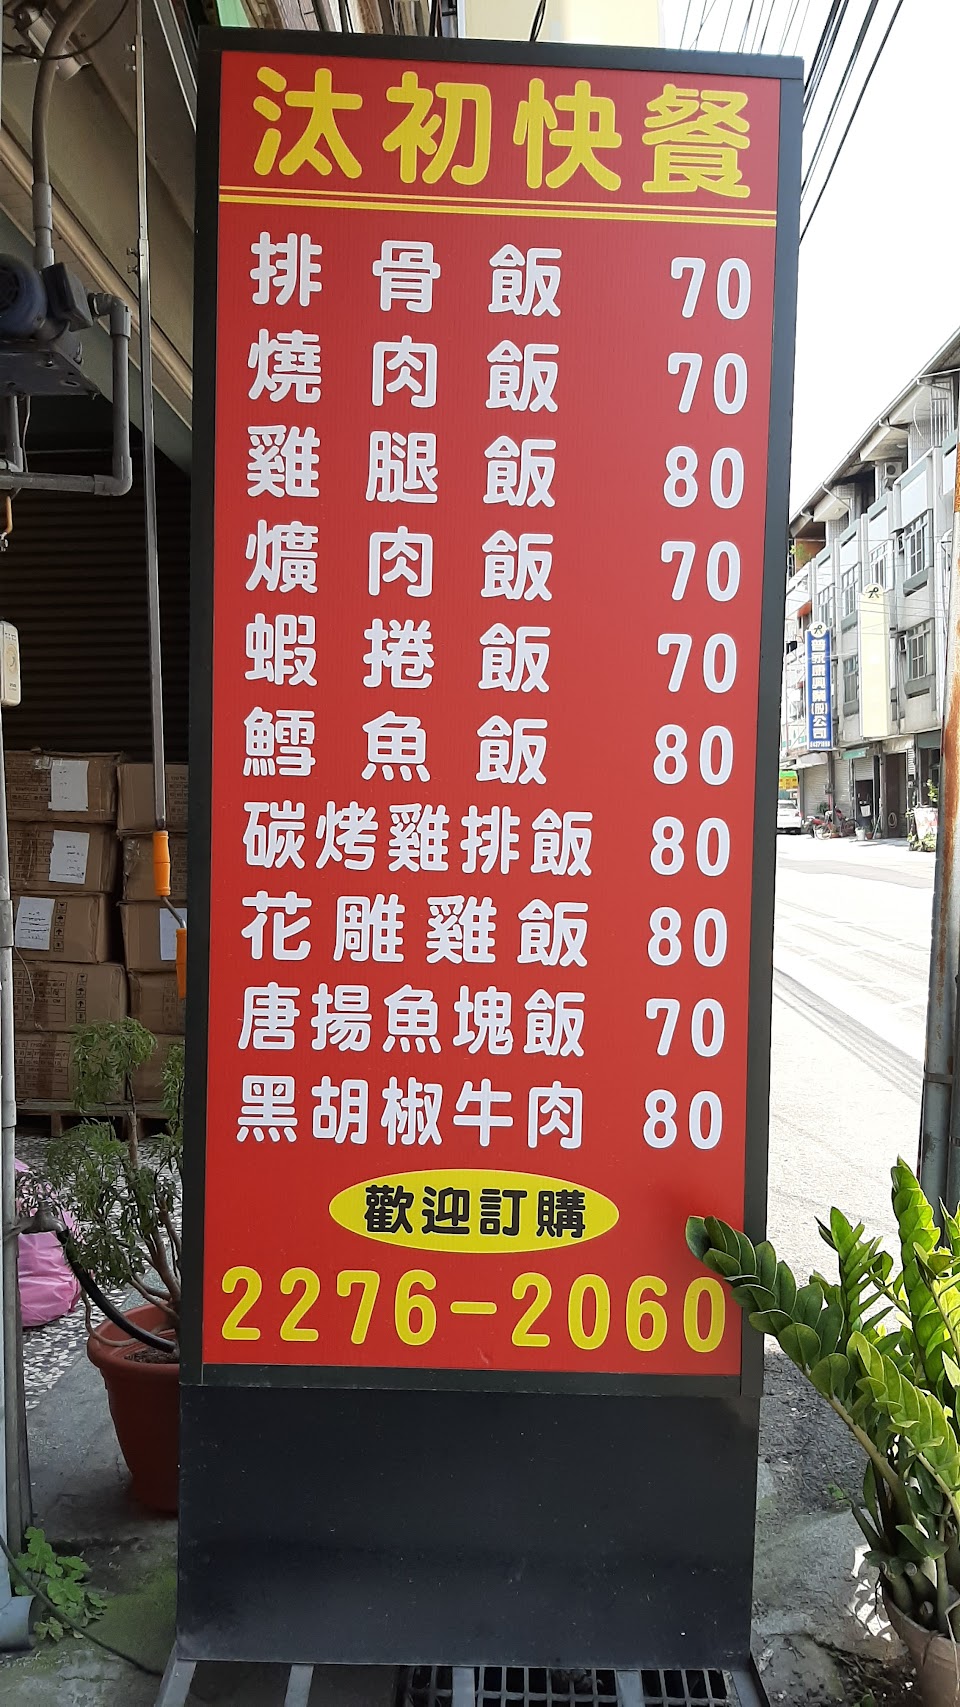 汰初快餐
排骨飯 70
燒肉飯 70
雞腿飯 80
爌肉飯 70
蝦捲飯 70
鱈魚飯 80
碳烤雞排飯 80
花雕雞飯 80
唐揚魚塊飯 70
黑胡椒牛肉 80
歡迎訂購
2276-2060